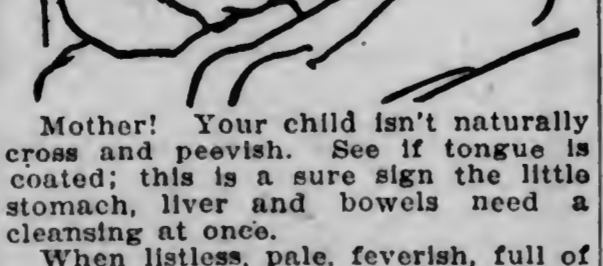 Mother! Your child isn't naturally
cross and peevish. See if tongue is
coated; this is a sure sign the little
stomach, liver and bowels need a
cleansing at once.
When listless, pale, feverish, full of